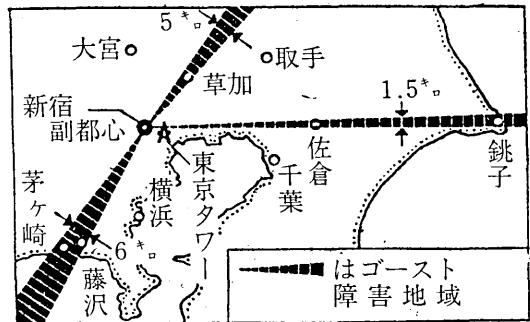 5㌔
大宮
取手
草加
新宿
副都心
1.5㌔
銚子
佐倉
千葉
東京タワー
横浜
茅ヶ崎
6㌔
藤沢
はゴースト
障害地域